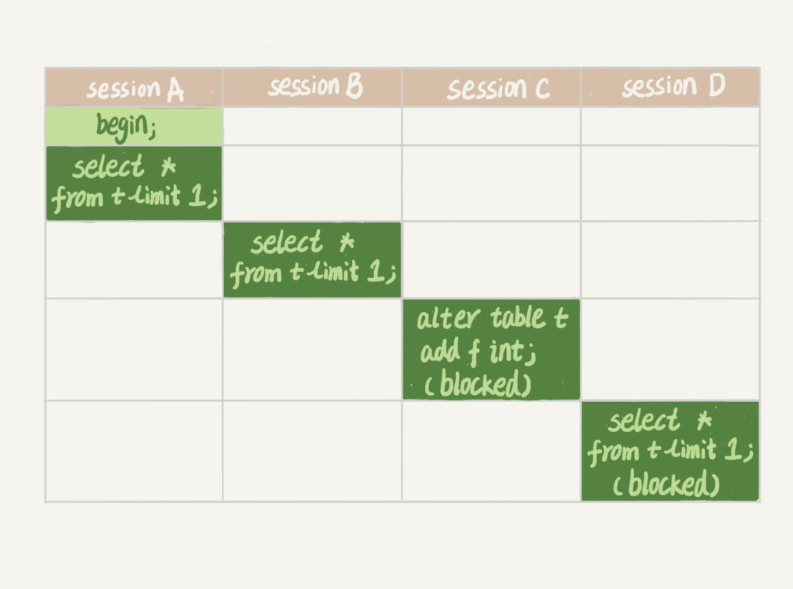 session A
session B
session C
session D
begin;
select *
from t limit 1;
select *
from t limit 1;
alter table t
add f int;
(blocked)
select *
from t limit 1;
(blocked)